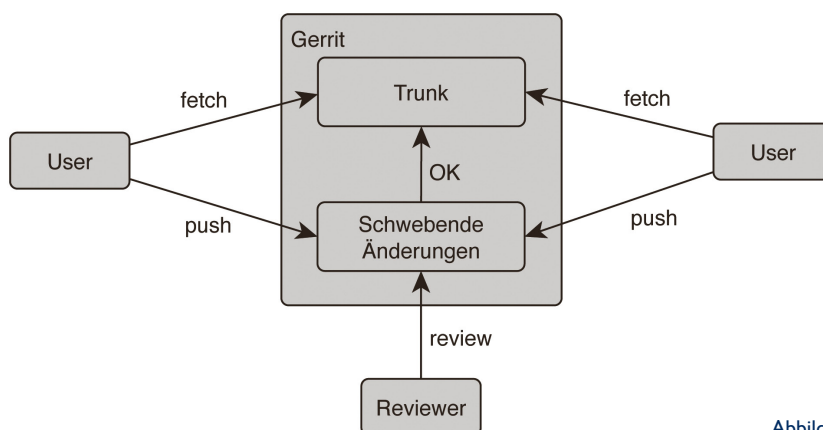 Gerrit
Trunk
fetch
fetch
User
User
OK
push
push
Schwebende
Änderungen
review
Reviewer